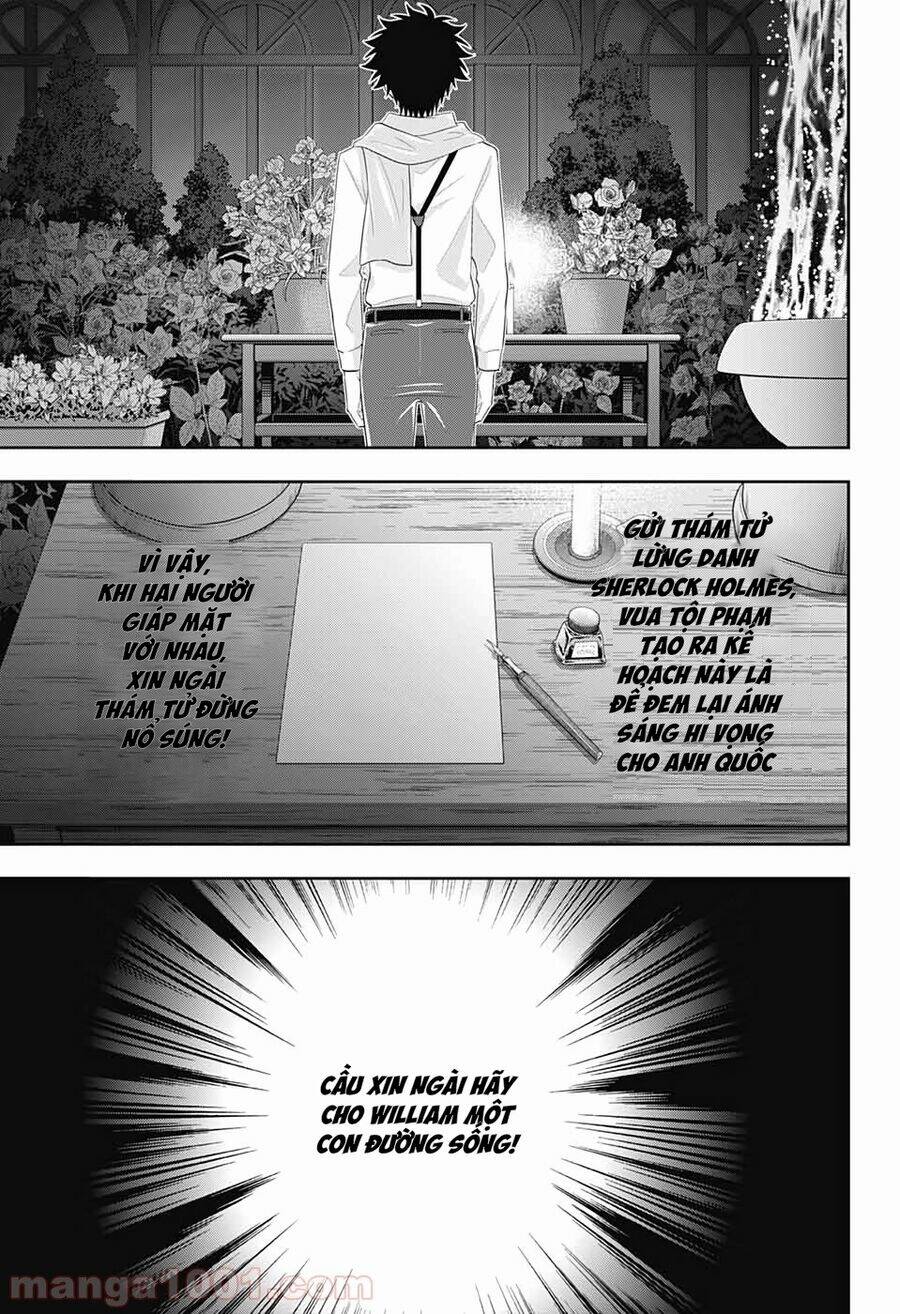 GỬI THÁM TỬ
LỪNG DANH
SHERLOCK HOLMES,
VUA TỘI PHẠM
TẠO RA KẾ
HOẠCH NÀY LÀ
ĐỂ ĐEM LẠI ÁNH
SÁNG HI VỌNG
CHO ANH QUỐC
VÌ VẬY,
KHI HAI NGƯỜI
GIÁP MẶT
VỚI NHAU,
XIN NGÀI
THÁM TỬ ĐỪNG
NỔ SÚNG!
CẦU XIN NGÀI HÃY
CHO WILLIAM MỘT
CON ĐƯỜNG SỐNG!
manga1001.com